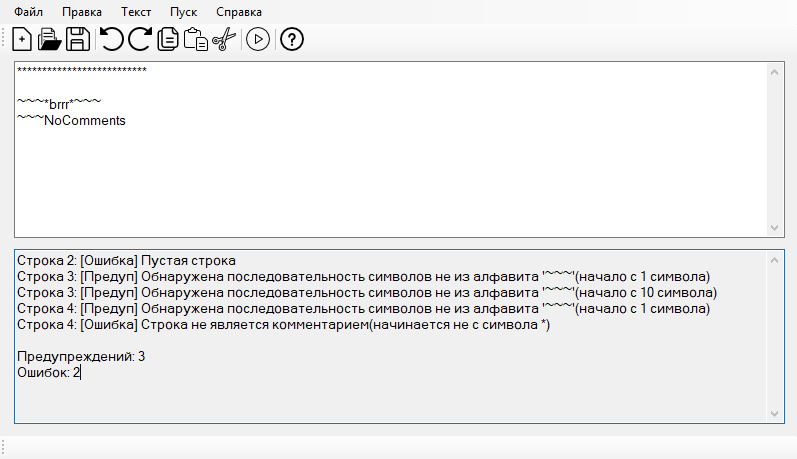 Файл Правка Текст Пуск Справка
**************************
~~~*brrr*~~~
~~~NoComments
Строка 2: [Ошибка] Пустая строка
Строка 3: [Предуп] Обнаружена последовательность символов не из алфавита '~~~'(начало с 1 символа)
Строка 3: [Предуп] Обнаружена последовательность символов не из алфавита '~~~'(начало с 10 символа)
Строка 4: [Предуп] Обнаружена последовательность символов не из алфавита '~~~'(начало с 1 символа)
Строка 4: [Ошибка] Строка не является комментарием(начинается не с символа *)
Предупреждений: 3
Ошибок: 2